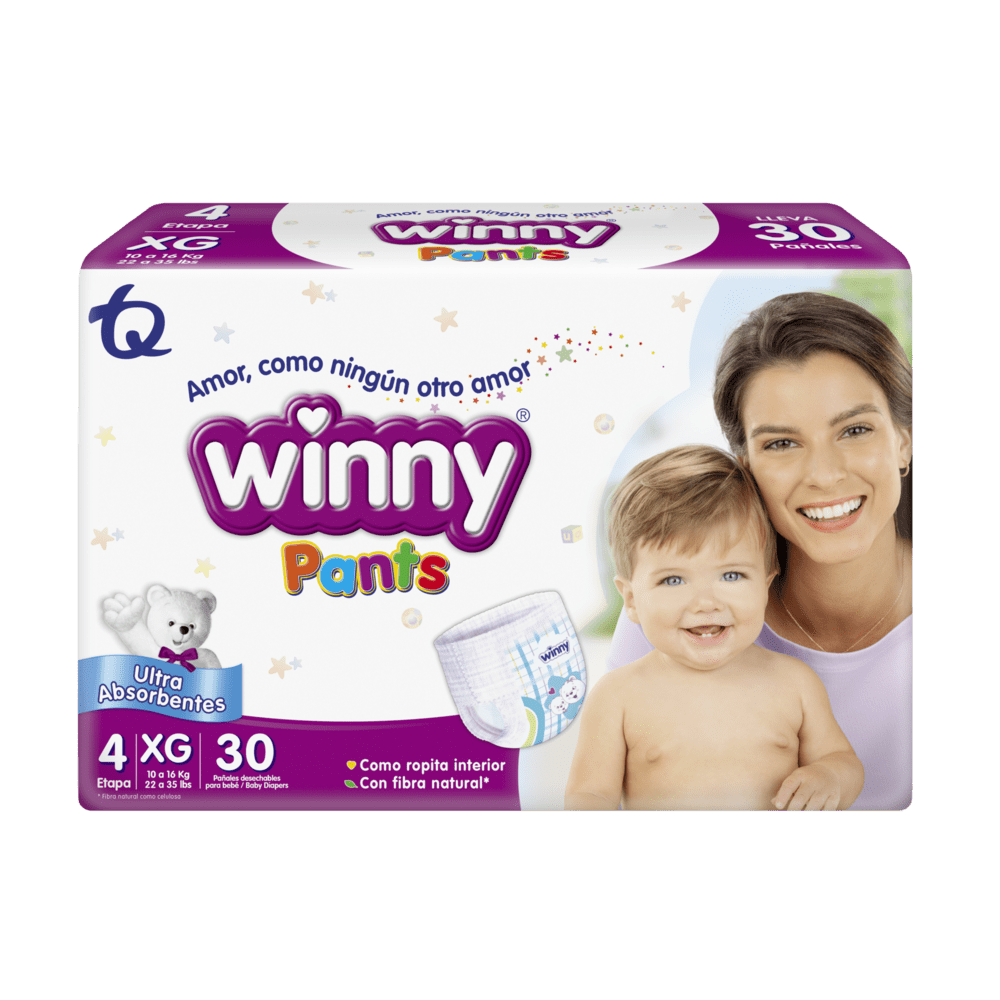 4
Etapa
XG
10 a 16 Kg
22 a 35 lbs
Amor, como ningún otro amor
winny
Pants
LLEVA
30
Pañales
TQ
Amor, como ningún otro amor
winny®
Pants
winny
Ultra
Absorbentes
4
Etapa
XG
10 a 16 Kg
22 a 35 lbs
30
Pañales desechables
para bebé / Baby Diapers
Como ropita interior
Con fibra natural*
* Fibra natural como celulosa